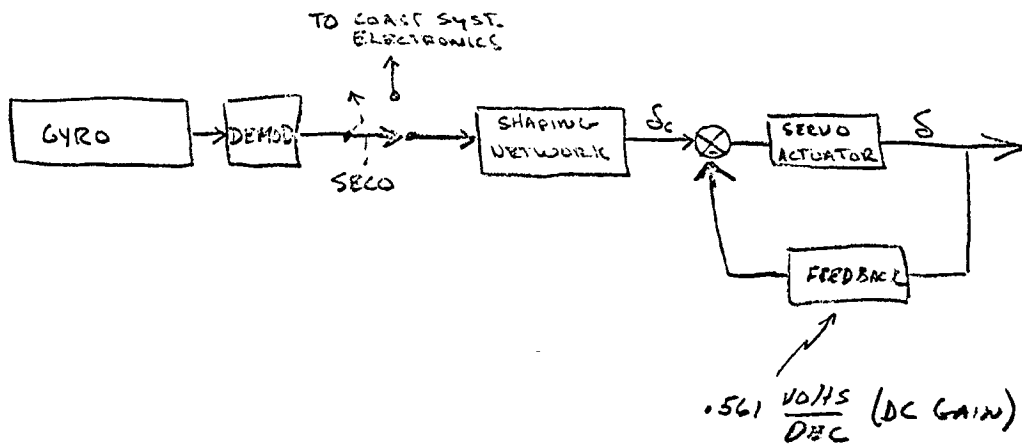 TO COAST SYST.
ELECTRONICS
GYRO
DEMOD
SECO
SHAPING
NETWORK
δc
-
SERVO
ACTUATOR
δ
FEEDBACK
.561 VOLTS
DEG
(DC GAIN)